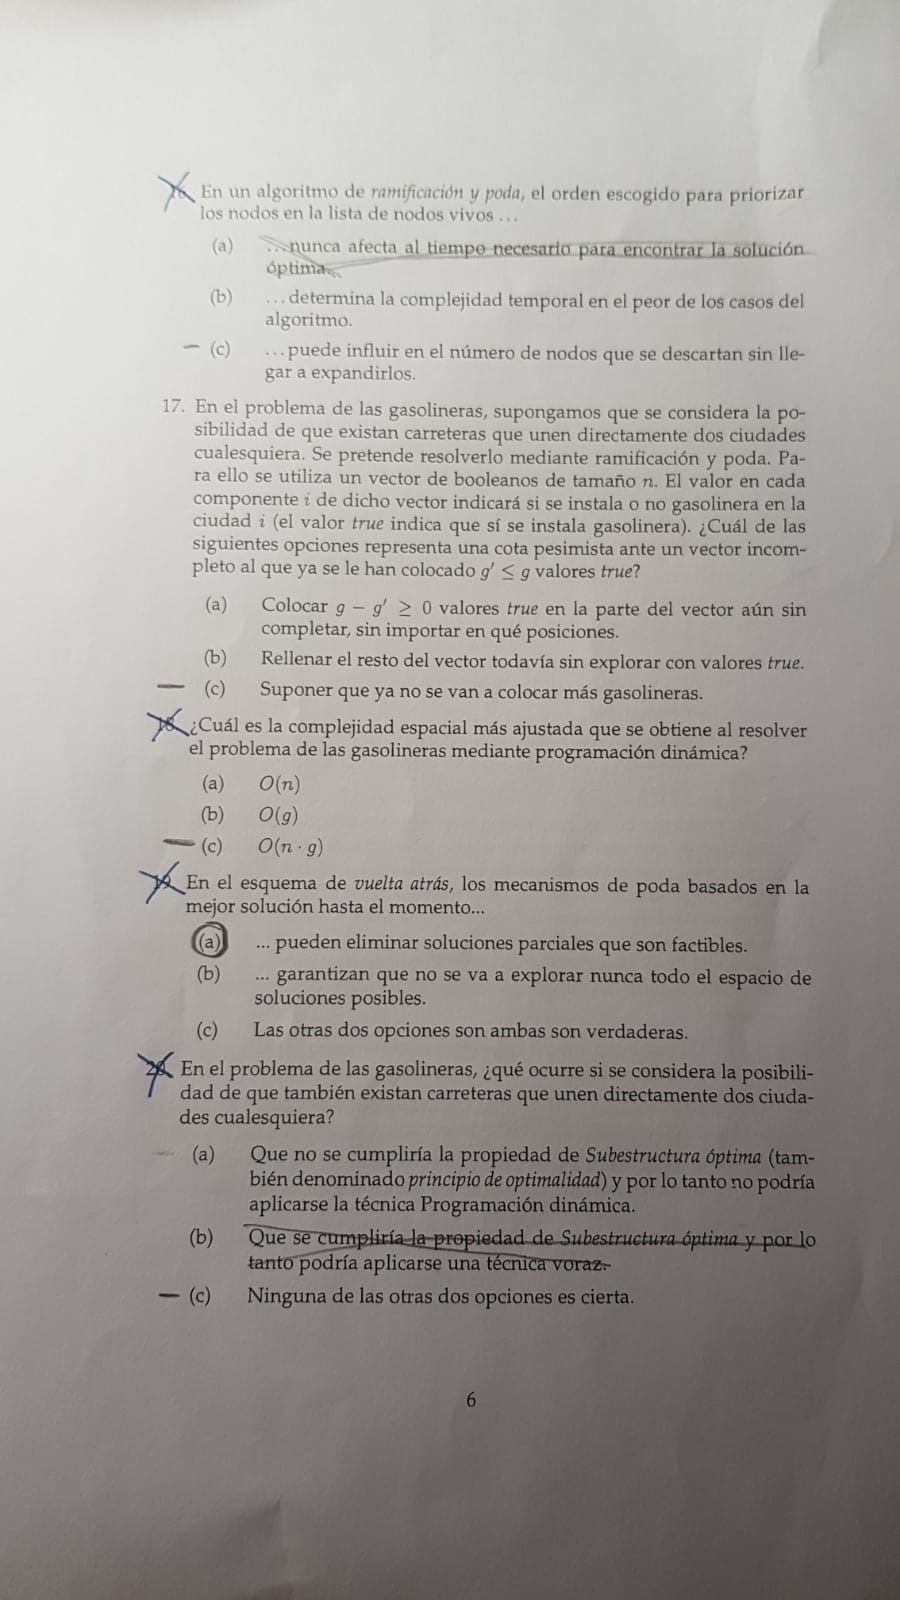 16. En un algoritmo de ramificación y poda, el orden escogido para priorizar
los nodos en la lista de nodos vivos ...
(a) ... nunca afecta al tiempo necesario para encontrar la solución
óptima.
(b) ... determina la complejidad temporal en el peor de los casos del
algoritmo.
(c) ... puede influir en el número de nodos que se descartan sin lle-
gar a expandirlos.
17. En el problema de las gasolineras, supongamos que se considera la po-
sibilidad de que existan carreteras que unen directamente dos ciudades
cualesquiera. Se pretende resolverlo mediante ramificación y poda. Pa-
ra ello se utiliza un vector de booleanos de tamaño n. El valor en cada
componente i de dicho vector indicará si se instala o no gasolinera en la
ciudad i (el valor true indica que sí se instala gasolinera). ¿Cuál de las
siguientes opciones representa una cota pesimista ante un vector incom-
pleto al que ya se le han colocado g′ ≤ g valores true?
(a) Colocar g − g′ ≥ 0 valores true en la parte del vector aún sin
completar, sin importar en qué posiciones.
(b) Rellenar el resto del vector todavía sin explorar con valores true.
(c) Suponer que ya no se van a colocar más gasolineras.
18. ¿Cuál es la complejidad espacial más ajustada que se obtiene al resolver
el problema de las gasolineras mediante programación dinámica?
(a) O(n)
(b) O(g)
(c) O(n · g)
19. En el esquema de vuelta atrás, los mecanismos de poda basados en la
mejor solución hasta el momento...
(a) ... pueden eliminar soluciones parciales que son factibles.
(b) ... garantizan que no se va a explorar nunca todo el espacio de
soluciones posibles.
(c) Las otras dos opciones son ambas son verdaderas.
20. En el problema de las gasolineras, ¿qué ocurre si se considera la posibili-
dad de que también existan carreteras que unen directamente dos ciuda-
des cualesquiera?
(a) Que no se cumpliría la propiedad de Subestructura óptima (tam-
bién denominado principio de optimalidad) y por lo tanto no podría
aplicarse la técnica Programación dinámica.
(b) Que se cumpliría la propiedad de Subestructura óptima y por lo
tanto podría aplicarse una técnica voraz.
(c) Ninguna de las otras dos opciones es cierta.
6